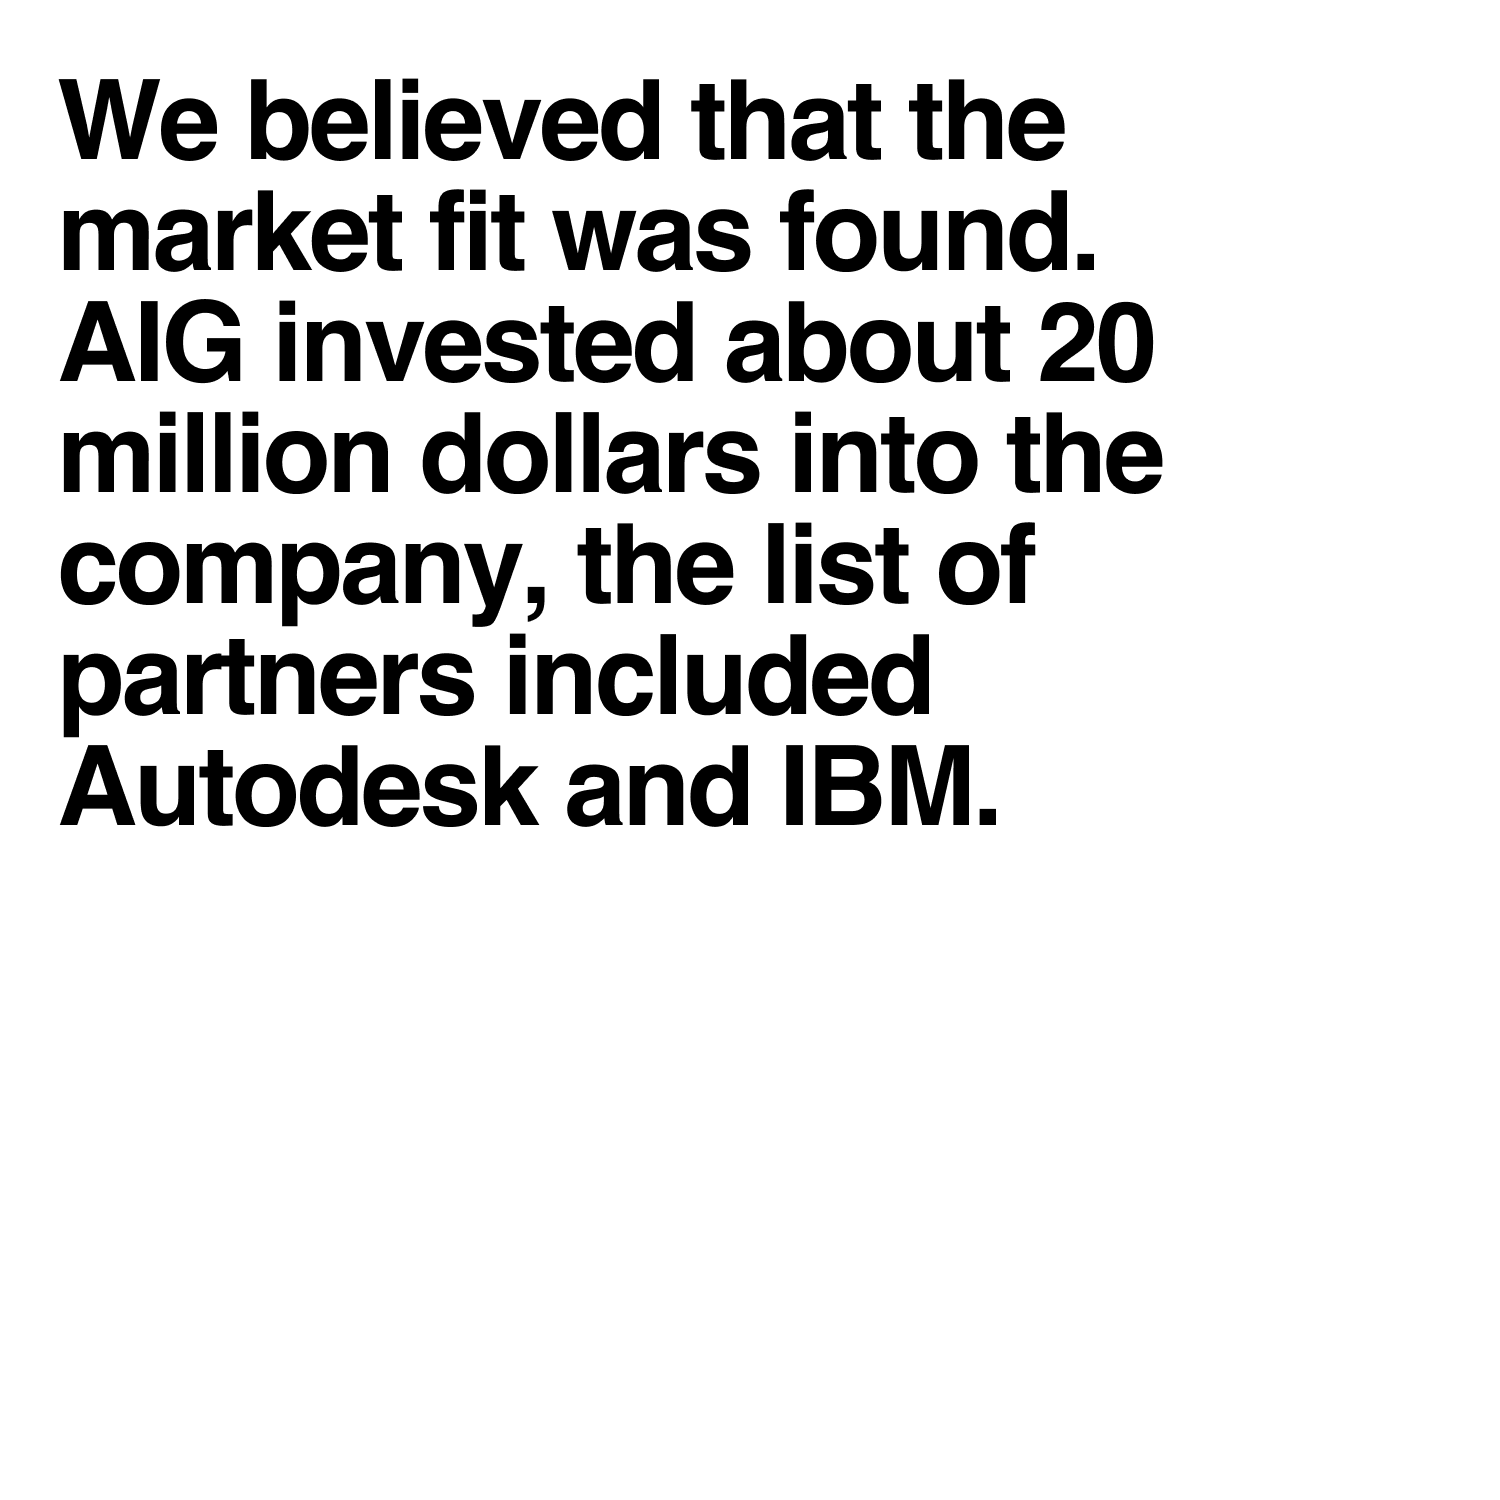 We believed that the
market fit was found.
AIG invested about 20
million dollars into the
company, the list of
partners included
Autodesk and IBM.